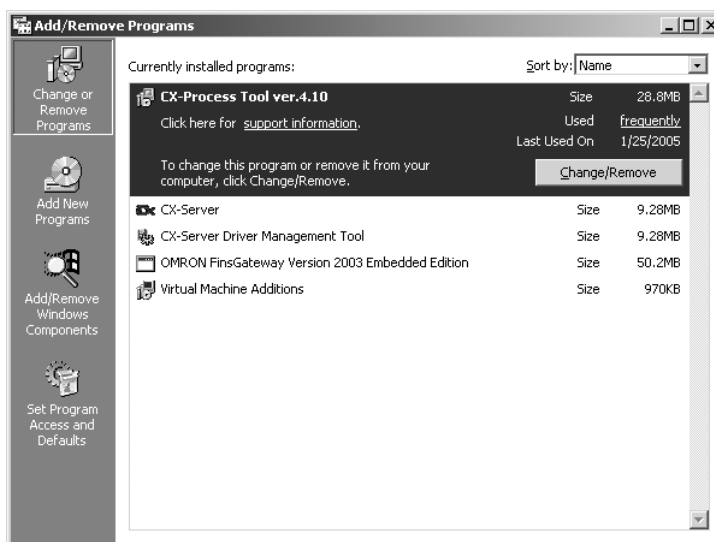 Add/Remove Programs
Change or
Remove
Programs
Add New
Programs
Add/Remove
Windows
Components
Set Program
Access and
Defaults
Currently installed programs:
Sort by: Name
CX-Process Tool ver.4.10
Size 28.8MB
Click here for support information.
Used frequently
Last Used On 1/25/2005
To change this program or remove it from your
computer, click Change/Remove.
Change/Remove
CX-Server Size 9.28MB
CX-Server Driver Management Tool Size 9.28MB
OMRON FinsGateway Version 2003 Embedded Edition Size 50.2MB
Virtual Machine Additions Size 970KB